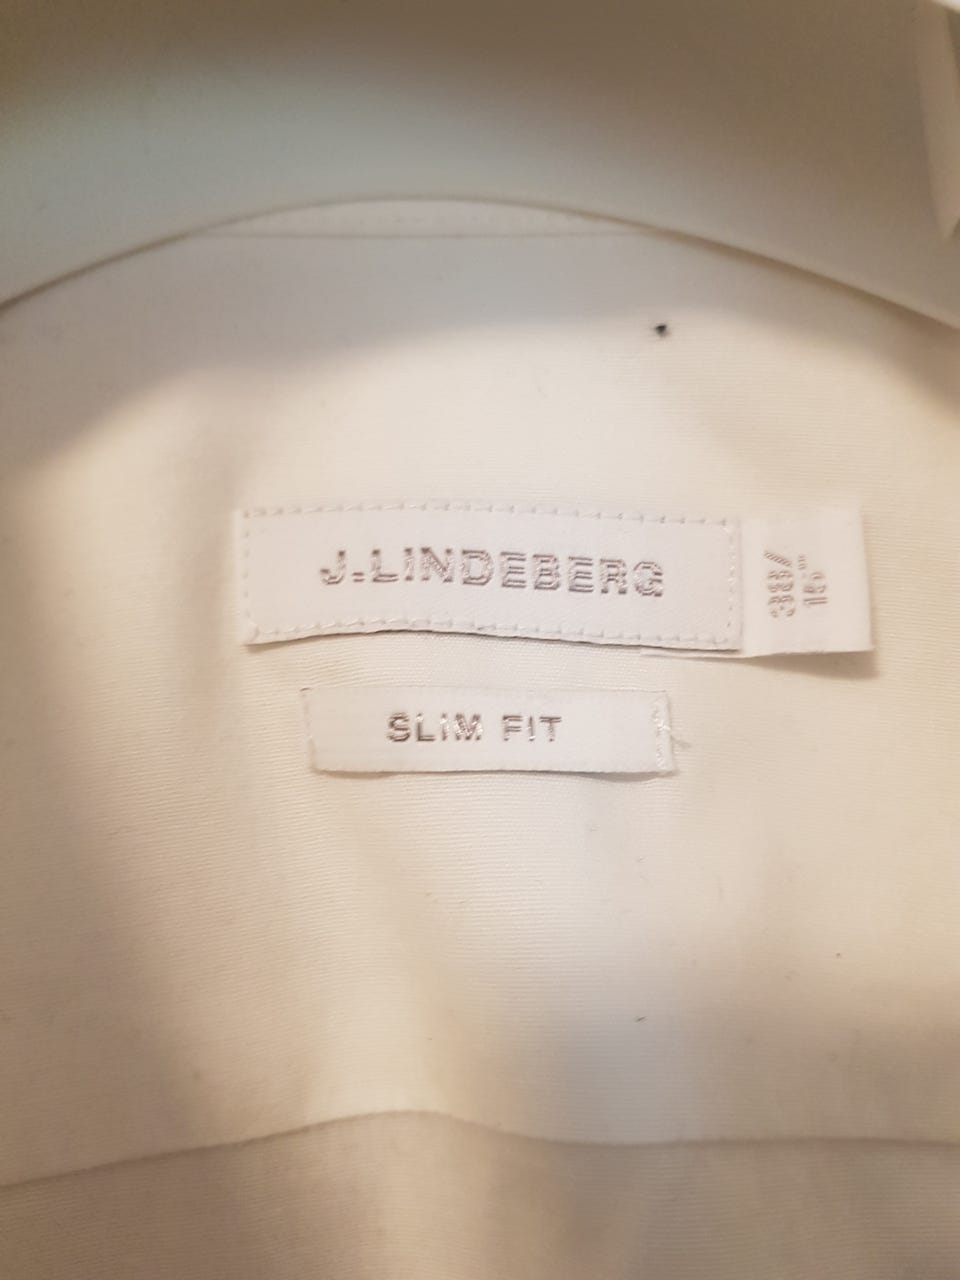 J.LINDEBERG
38/
15"
SLIM FIT